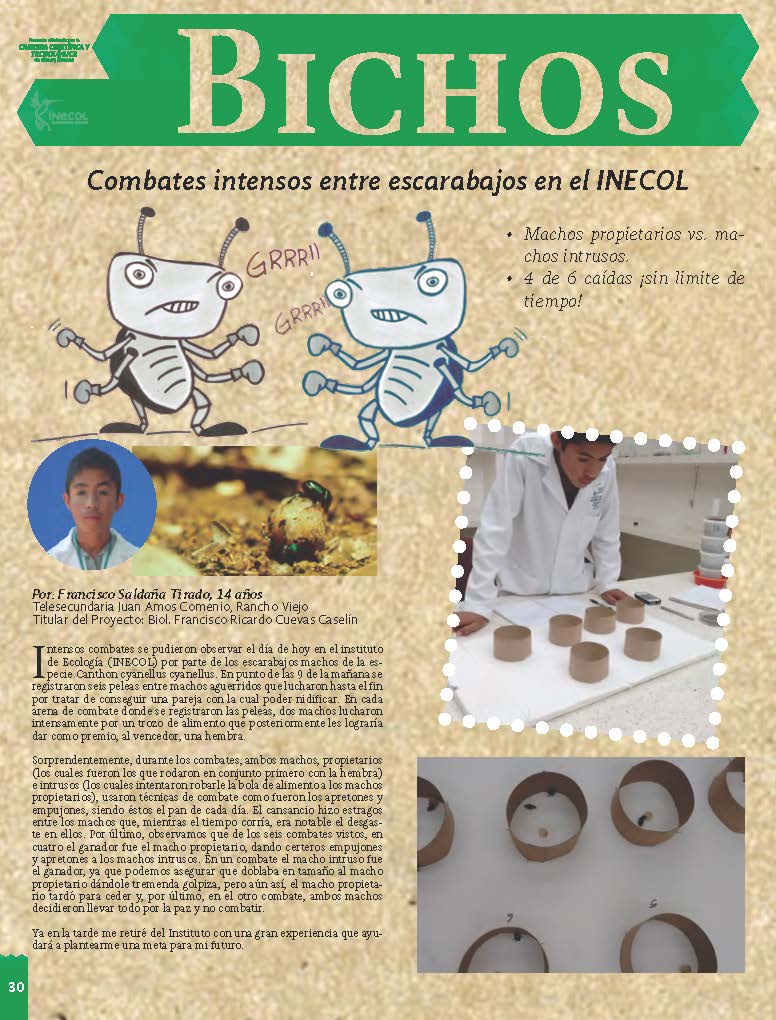 INECOL
BICHOS
Combates intensos entre escarabajos en el INECOL
• Machos propietarios vs. ma-
chos intrusos.
• 4 de 6 caídas ¡sin limite de
tiempo!
GRRR!!
GRRRR!!
Por: Francisco Saldaña Tirado, 14 años
Telesecundaria Juan Amos Comenio, Rancho Viejo
Titular del Proyecto: Biol. Francisco Ricardo Cuevas Caselín
Intensos combates se pudieron observar el día de hoy en el instituto
de Ecología (INECOL) por parte de los escarabajos machos de la es-
pecie Canthon cyanellus cyanellus. En punto de las 9 de la mañana se
registraron seis peleas entre machos aguerridos que lucharon hasta el fin
por tratar de conseguir una pareja con la cual poder nidificar. En cada
arena de combate donde se registraron las peleas, dos machos lucharon
intensamente por un trozo de alimento que posteriormente les lograría
dar como premio, al vencedor, una hembra.
Sorprendentemente, durante los combates, ambos machos, propietarios
(los cuales fueron los que rodaron en conjunto primero con la hembra)
e intrusos (los cuales intentaron robarle la bola de alimento a los machos
propietarios), usaron técnicas de combate como fueron los apretones y
empujones, siendo éstos el pan de cada día. El cansancio hizo estragos
entre los machos que, mientras el tiempo corría, era notable el desgas-
te en ellos. Por último, observamos que de los seis combates vistos, en
cuatro el ganador fue el macho propietario, dando certeros empujones
y apretones a los machos intrusos. En un combate el macho intruso fue
el ganador, ya que podemos asegurar que doblaba en tamaño al macho
propietario dándole tremenda golpiza, pero aún así, el macho propieta-
rio tardó para ceder y, por últumo, en el otro combate, ambos machos
decidieron llevar todo por la paz y no combatir.
Ya en la tarde me retiré del Instituto con una gran experiencia que ayu-
dará a plantearme una meta para mi futuro.
6
5
30